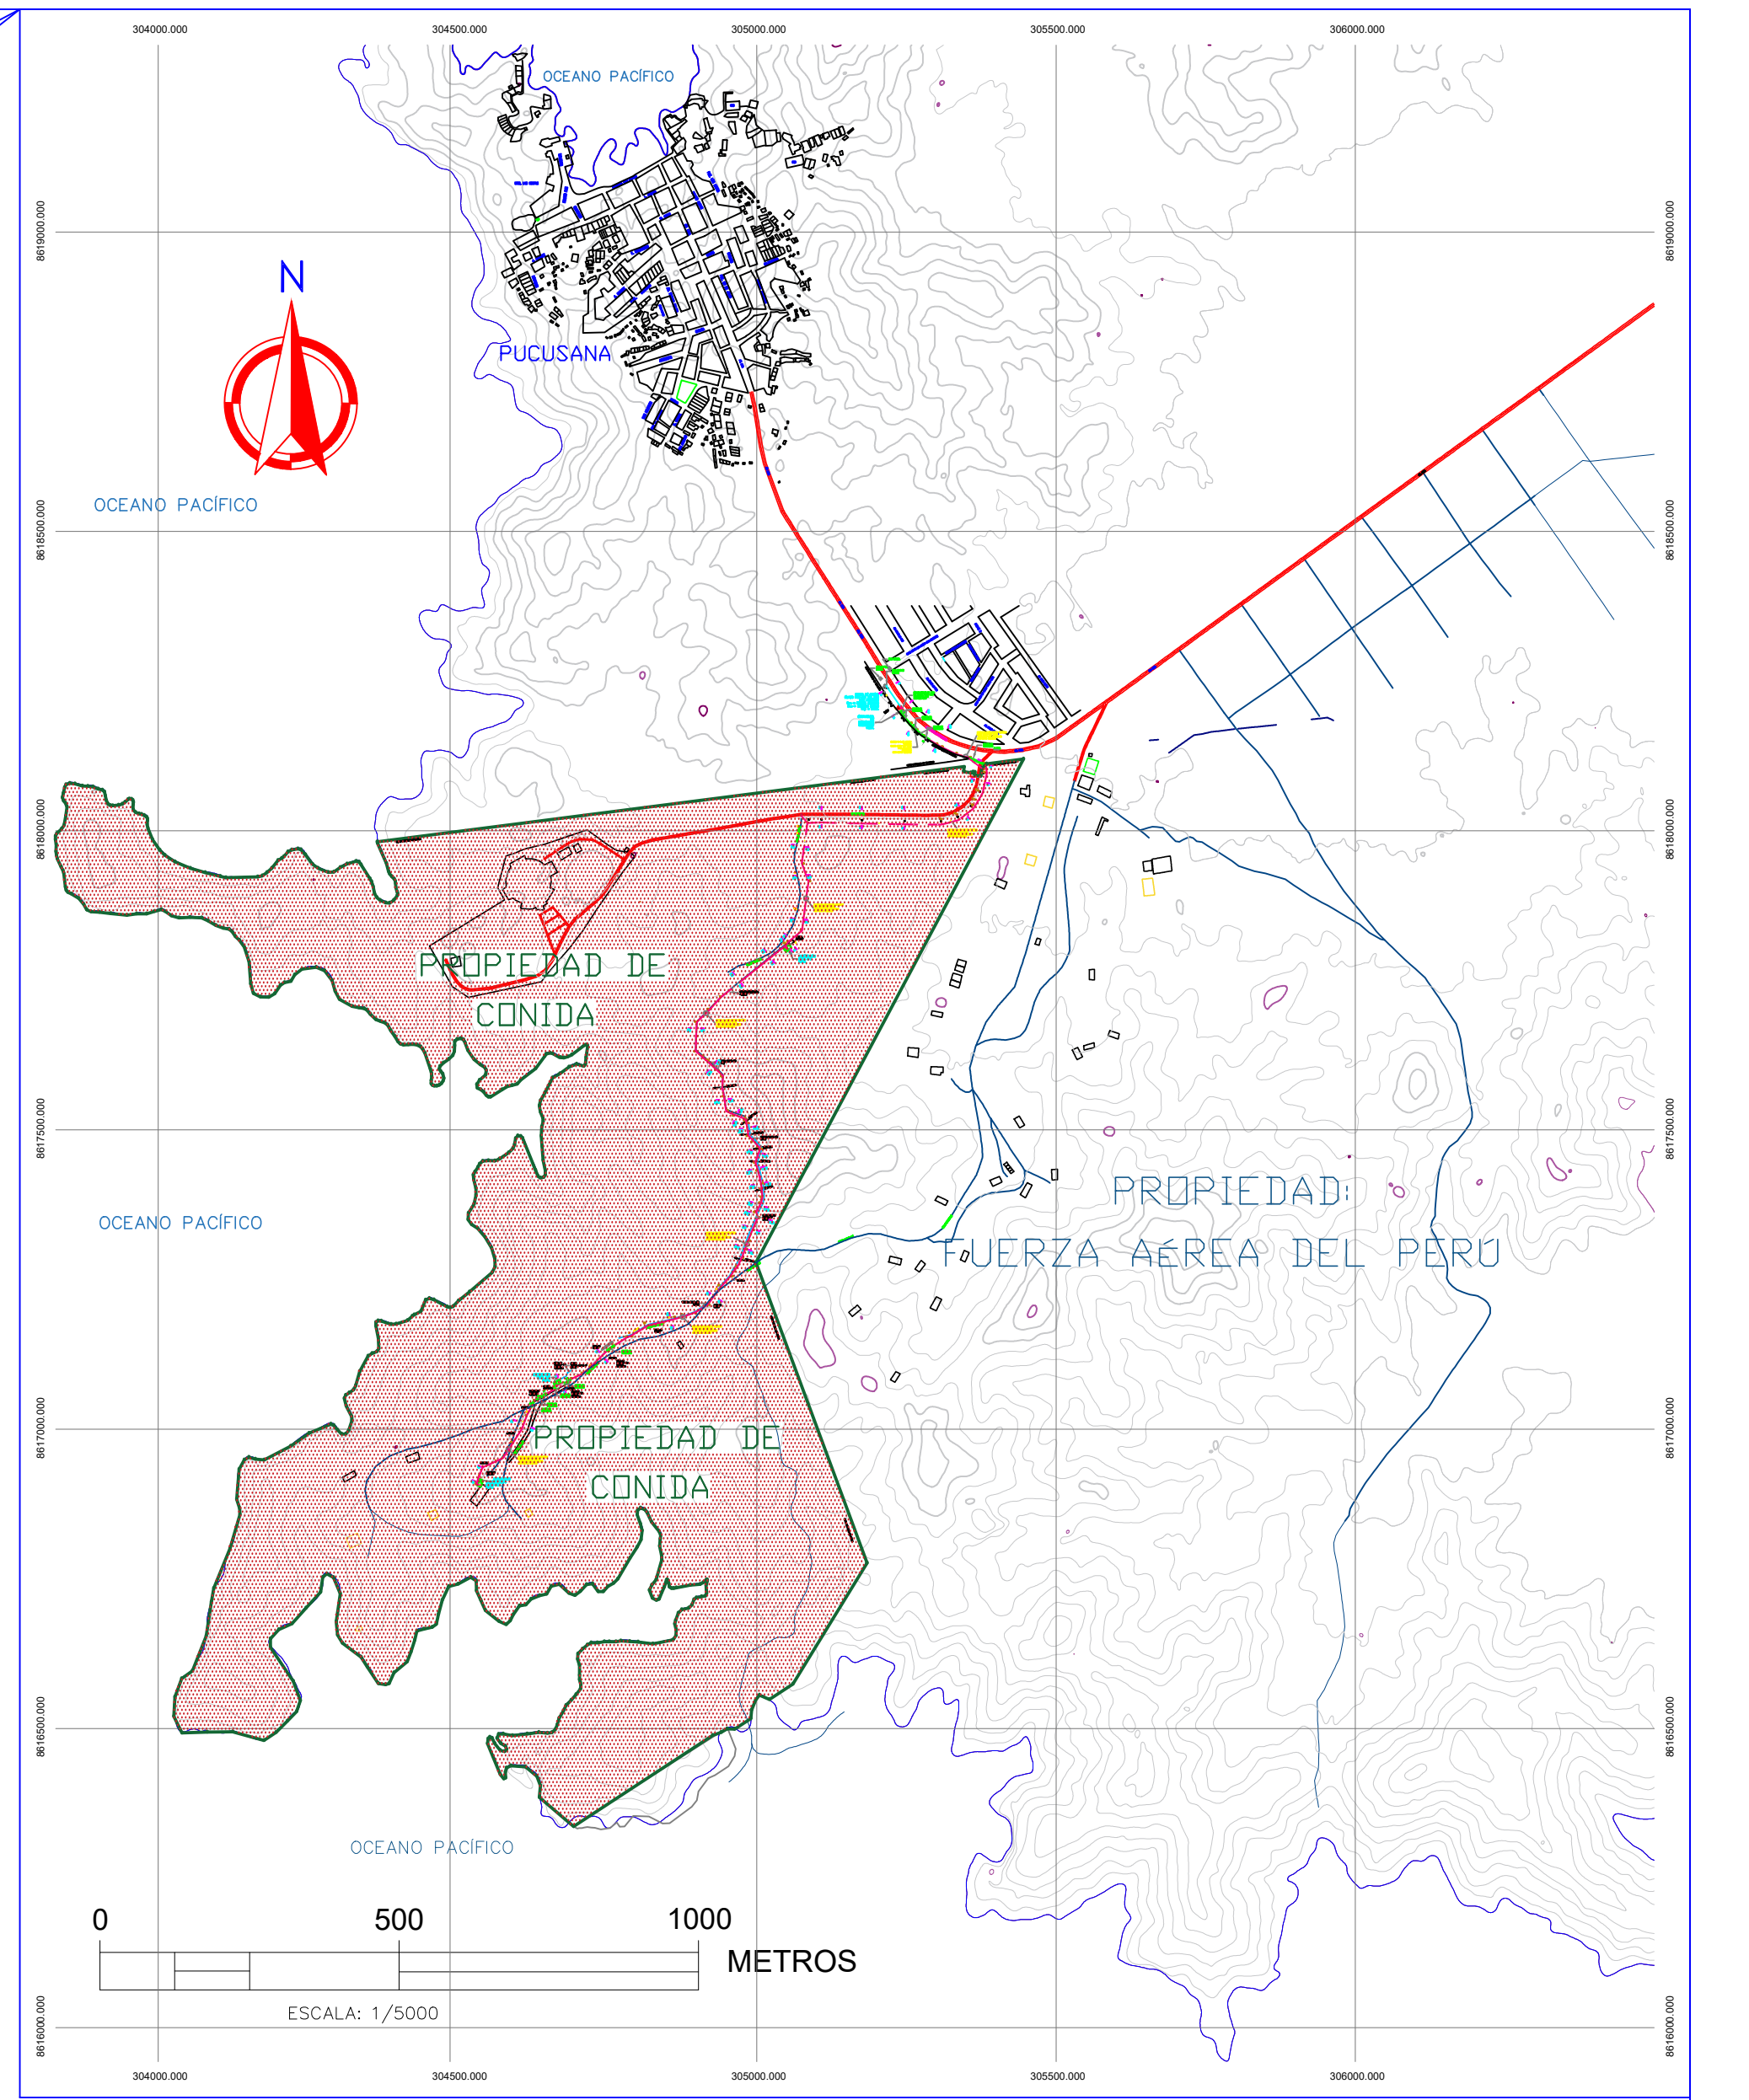 304000.000
304500.000
305000.000
305500.000
306000.000
OCEANO PACÍFICO
8619000.000
8619000.000
N
PUCUSANA
OCEANO PACÍFICO
8618500.000
8618500.000
8618000.000
8618000.000
PROPIEDAD DE
CONIDA
8617500.000
8617500.000
PROPIEDAD:
OCEANO PACÍFICO
FUERZA AÉREA DEL PERÚ
8617000.000
8617000.000
PROPIEDAD DE
CONIDA
8616500.000
8616500.000
OCEANO PACÍFICO
0
500
1000
METROS
ESCALA: 1/5000
8616000.000
8616000.000
304000.000
304500.000
305000.000
305500.000
306000.000